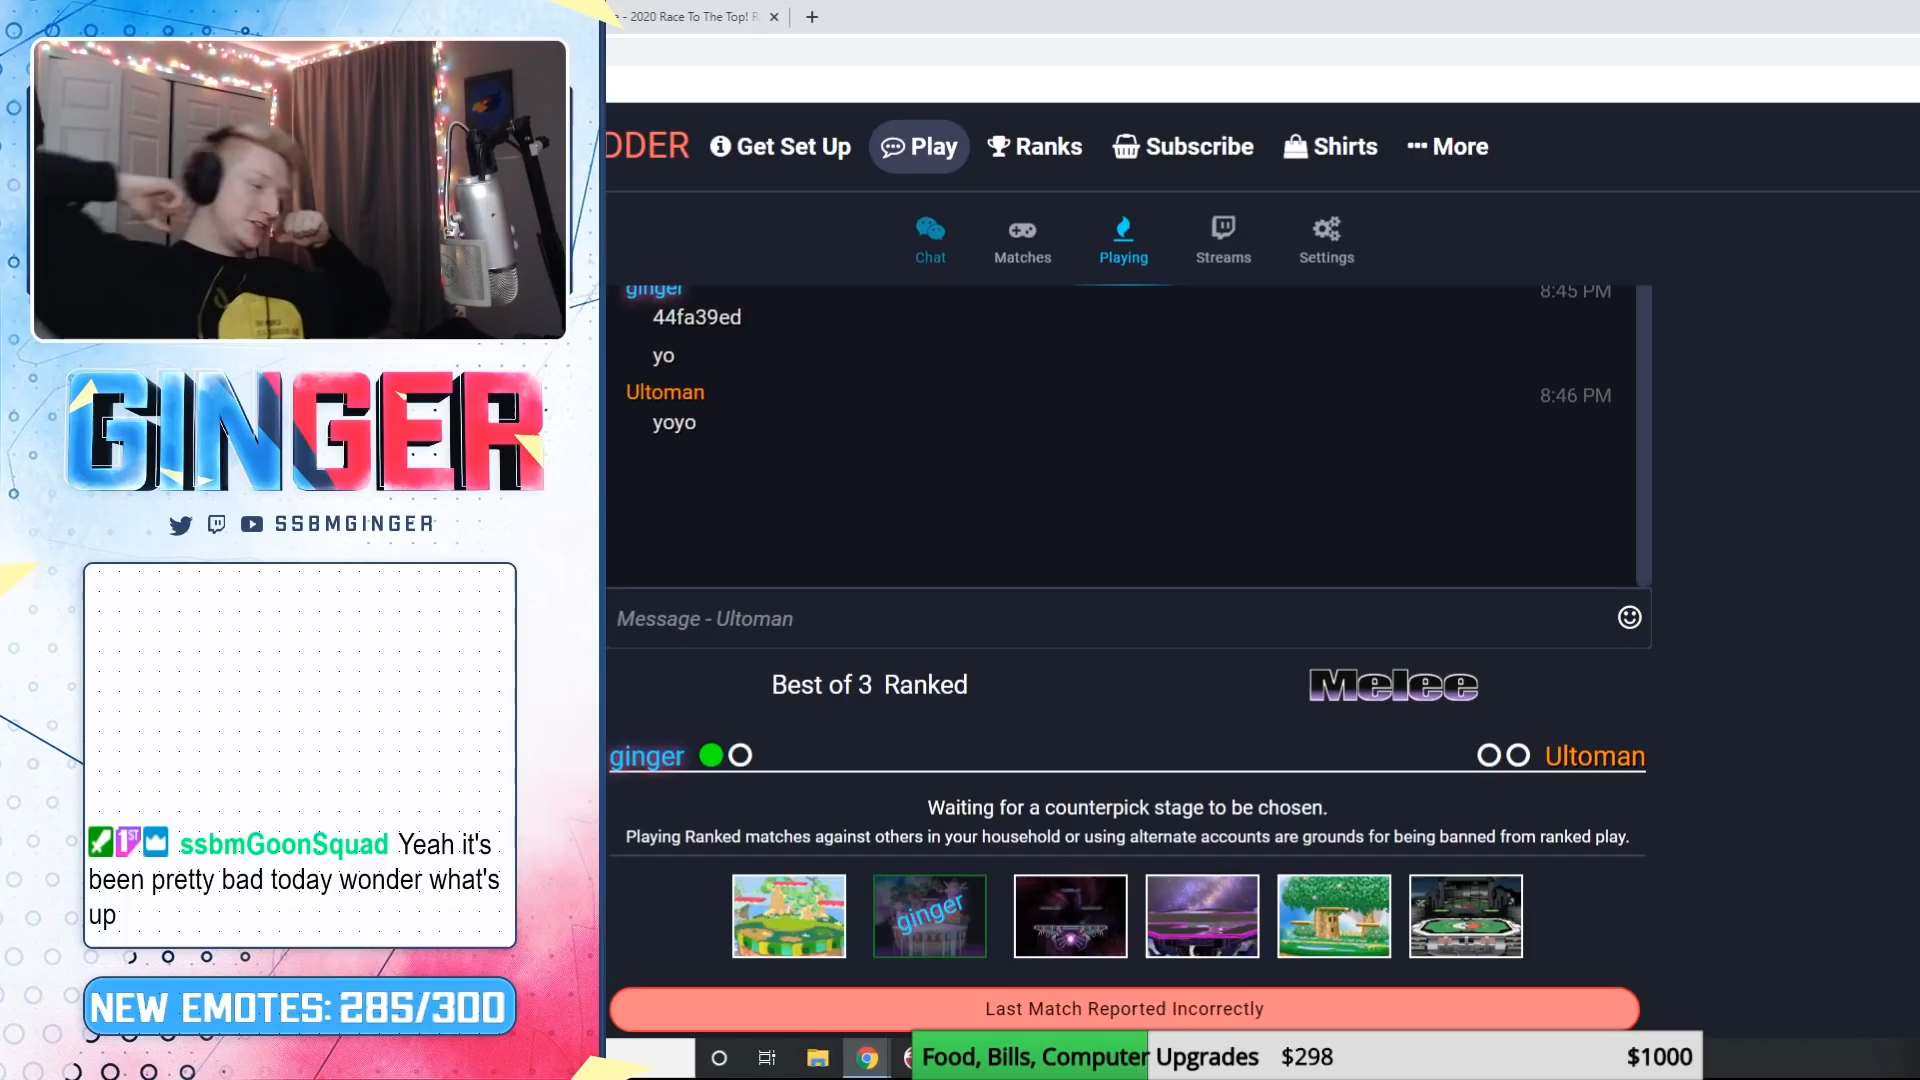 - 2020 Race To The Top! R
DDER
Get Set Up
Play
Ranks
Subscribe
Shirts
More
Chat
Matches
Playing
Streams
Settings
ginger
8:45 PM
44fa39ed
yo
Ultoman
8:46 PM
yoyo
Message - Ultoman
Best of 3 Ranked
Melee
ginger
Ultoman
Waiting for a counterpick stage to be chosen.
Playing Ranked matches against others in your household or using alternate accounts are grounds for being banned from ranked play.
ginger
Last Match Reported Incorrectly
Food, Bills, Computer Upgrades $298 $1000
GINGER
SSBMGINGER
1ST ssbmGoonSquad Yeah it's
been pretty bad today wonder what's
up
NEW EMOTES: 285/300